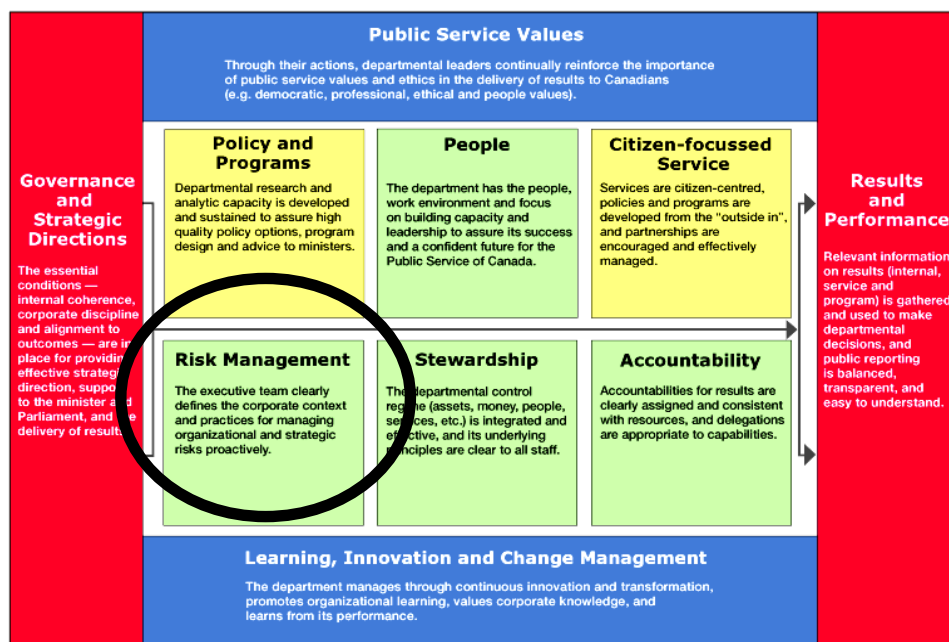 Public Service Values
Through their actions, departmental leaders continually reinforce the importance
of public service values and ethics in the delivery of results to Canadians
(e.g. democratic, professional, ethical and people values).
Governance
and
Strategic
Directions
The essential
conditions —
internal coherence,
corporate discipline
and alignment to
outcomes — are in
place for providing
effective strategic
direction, support
to the minister and
Parliament, and the
delivery of results.
Policy and
Programs
Departmental research and
analytic capacity is developed
and sustained to assure high
quality policy options, program
design and advice to ministers.
People
The department has the people,
work environment and focus
on building capacity and
leadership to assure its success
and a confident future for the
Public Service of Canada.
Citizen-focussed
Service
Services are citizen-centred,
policies and programs are
developed from the “outside in”,
and partnerships are
encouraged and effectively
managed.
Risk Management
The executive team clearly
defines the corporate context
and practices for managing
organizational and strategic
risks proactively.
Stewardship
The departmental control
regime (assets, money, people,
services, etc.) is integrated and
effective, and its underlying
principles are clear to all staff.
Accountability
Accountabilities for results are
clearly assigned and consistent
with resources, and delegations
are appropriate to capabilities.
Results
and
Performance
Relevant information
on results (internal,
service and
program) is gathered
and used to make
departmental
decisions, and
public reporting
is balanced,
transparent, and
easy to understand.
Learning, Innovation and Change Management
The department manages through continuous innovation and transformation,
promotes organizational learning, values corporate knowledge, and
learns from its performance.